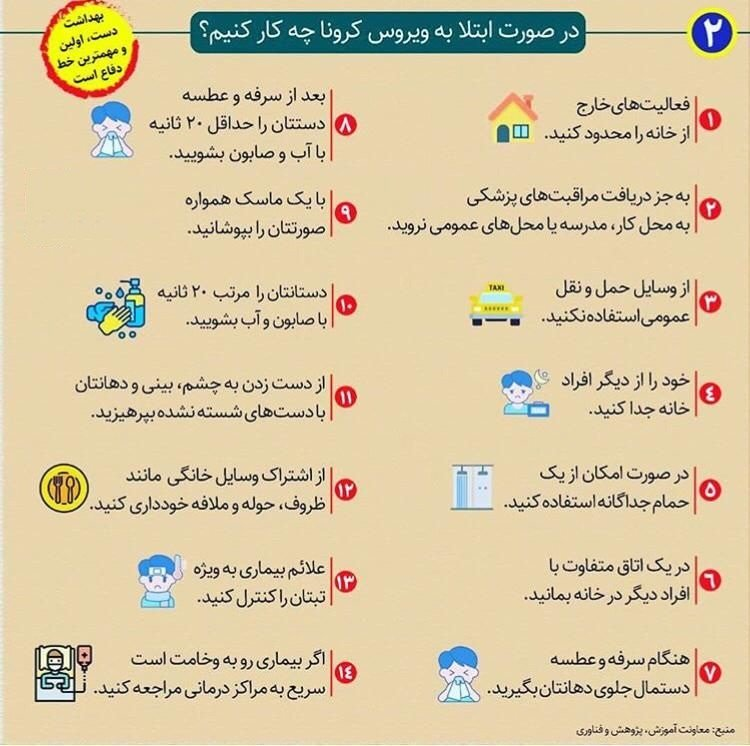 بهداشت
دست، اولین
و مهمترین خط
دفاع است
در صورت ابتلا به ویروس کرونا چه کار کنیم؟
۲
۱
فعالیت‌های خارج
از خانه را محدود کنید.
۲
به جز دریافت مراقبت‌های پزشکی
به محل کار، مدرسه یا محل‌های عمومی نروید.
۳
از وسایل حمل و نقل
عمومی استفاده نکنید.
TAXI
۴
خود را از دیگر افراد
خانه جدا کنید.
۵
در صورت امکان از یک
حمام جداگانه استفاده کنید.
۶
در یک اتاق متفاوت با
افراد دیگر در خانه بمانید.
۷
هنگام سرفه و عطسه
دستمال جلوی دهانتان بگیرید.
۸
بعد از سرفه و عطسه
دستتان را حداقل ۲۰ ثانیه
با آب و صابون بشویید.
۹
با یک ماسک همواره
صورتتان را بپوشانید.
۱۰
دستانتان را مرتب ۲۰ ثانیه
با صابون و آب بشویید.
۱۱
از دست زدن به چشم، بینی و دهانتان
با دست‌های شسته نشده بپرهیزید.
۱۲
از اشتراک وسایل خانگی مانند
ظروف، حوله و ملافه خودداری کنید.
۱۳
علائم بیماری به ویژه
تبتان را کنترل کنید.
۱۴
اگر بیماری رو به وخامت است
سریع به مراکز درمانی مراجعه کنید.
منبع: معاونت آموزش، پژوهش و فناوری